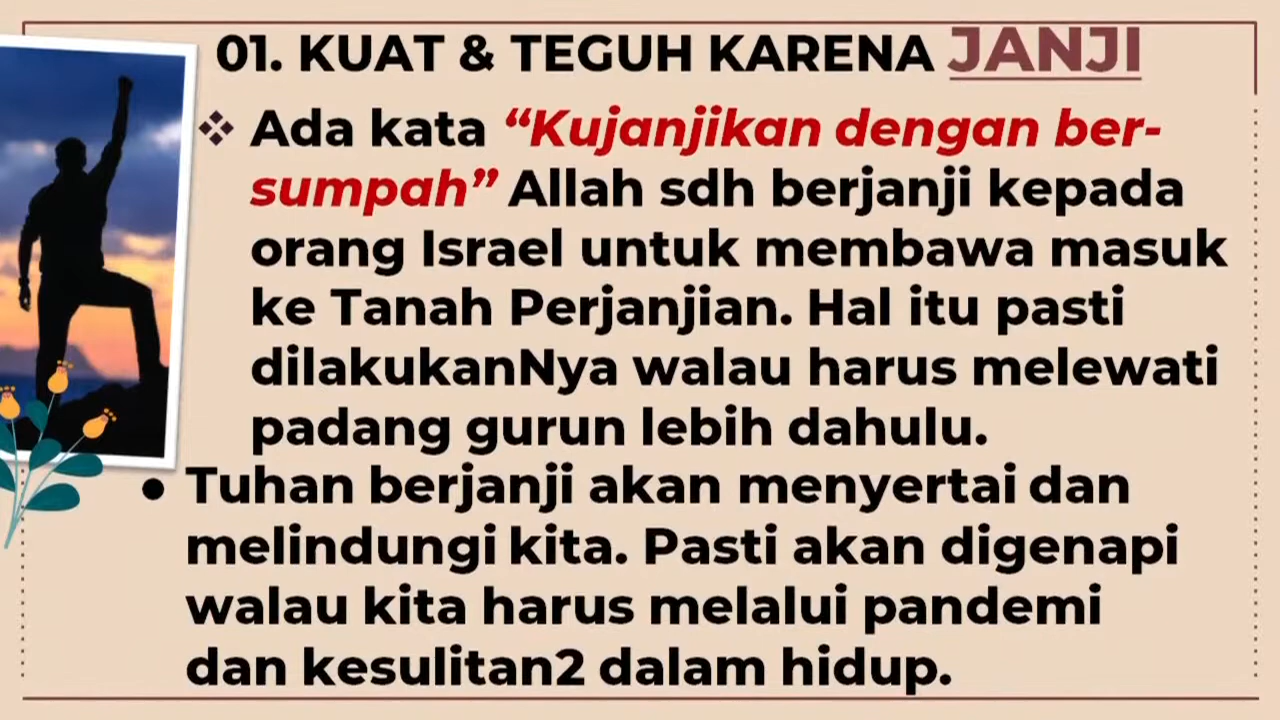 01. KUAT & TEGUH KARENA JANJI
❖ Ada kata “Kujanjikan dengan ber-
sumpah” Allah sdh berjanji kepada
orang Israel untuk membawa masuk
ke Tanah Perjanjian. Hal itu pasti
dilakukanNya walau harus melewati
padang gurun lebih dahulu.
• Tuhan berjanji akan menyertai dan
melindungi kita. Pasti akan digenapi
walau kita harus melalui pandemi
dan kesulitan2 dalam hidup.